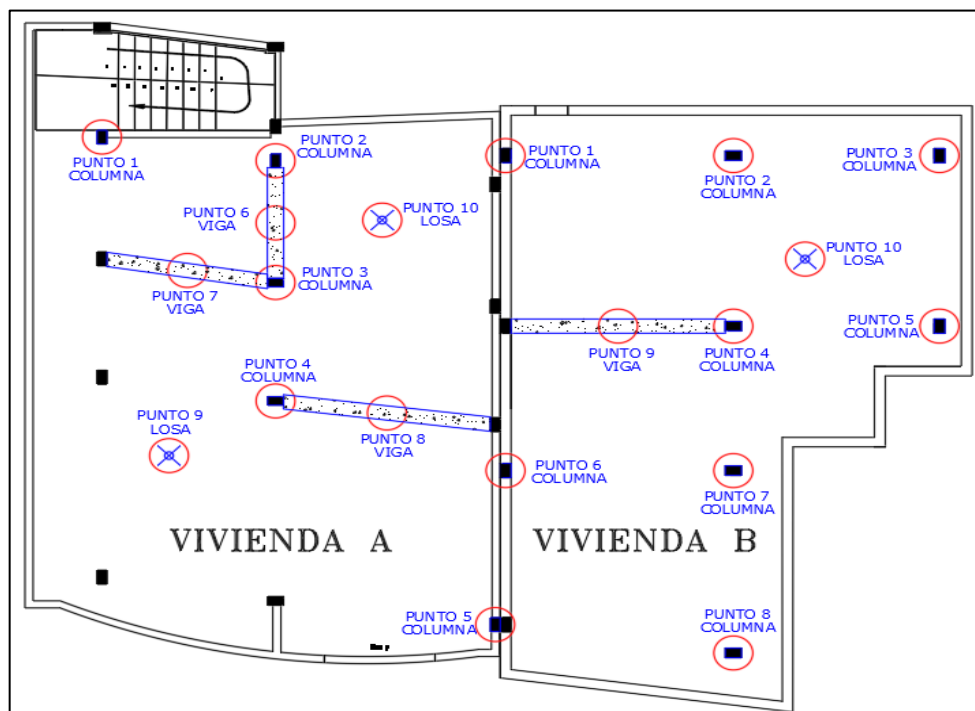 PUNTO 1
COLUMNA
PUNTO 2
COLUMNA
PUNTO 6
VIGA
PUNTO 10
LOSA
PUNTO 7
VIGA
PUNTO 3
COLUMNA
PUNTO 4
COLUMNA
PUNTO 9
LOSA
PUNTO 8
VIGA
VIVIENDA A
PUNTO 5
COLUMNA
PUNTO 1
COLUMNA
PUNTO 2
COLUMNA
PUNTO 3
COLUMNA
PUNTO 10
LOSA
PUNTO 9
VIGA
PUNTO 4
COLUMNA
PUNTO 5
COLUMNA
PUNTO 6
COLUMNA
PUNTO 7
COLUMNA
VIVIENDA B
PUNTO 8
COLUMNA